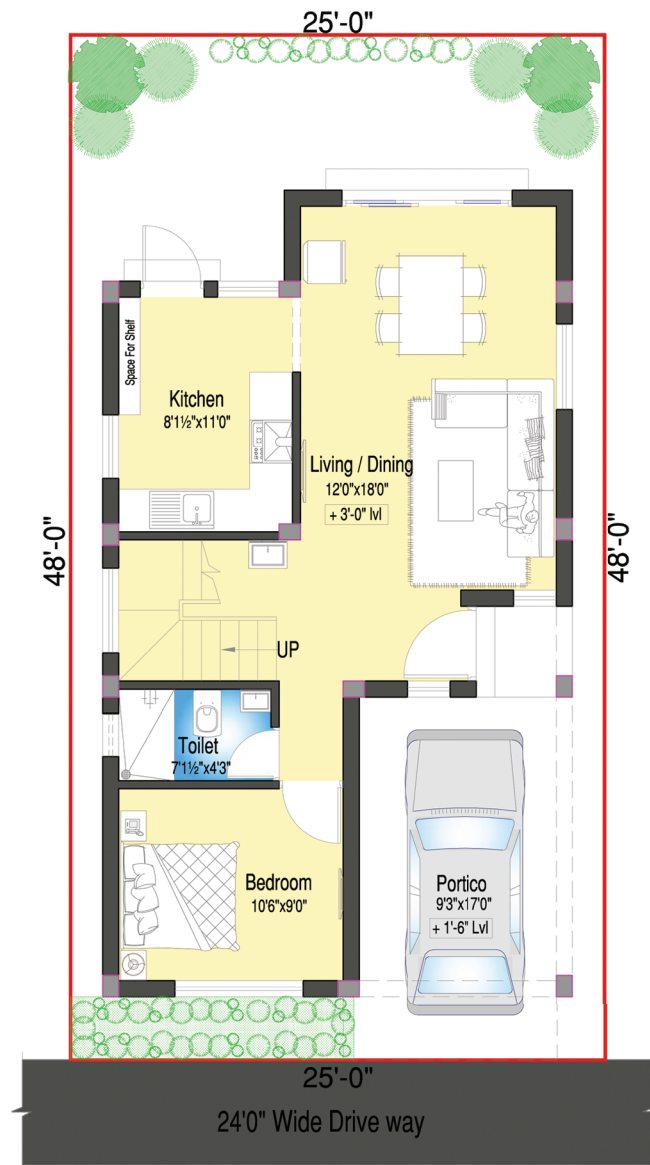 25'-0"
Space For Shelf
Kitchen
8'1½"x11'0"
Living / Dining
12'0"x18'0"
+ 3'-0" lvl
48'-0"
48'-0"
UP
Toilet
7'1½"x4'3"
Bedroom
10'6"x9'0"
Portico
9'3"x17'0"
+ 1'-6" Lvl
25'-0"
24'0" Wide Drive way